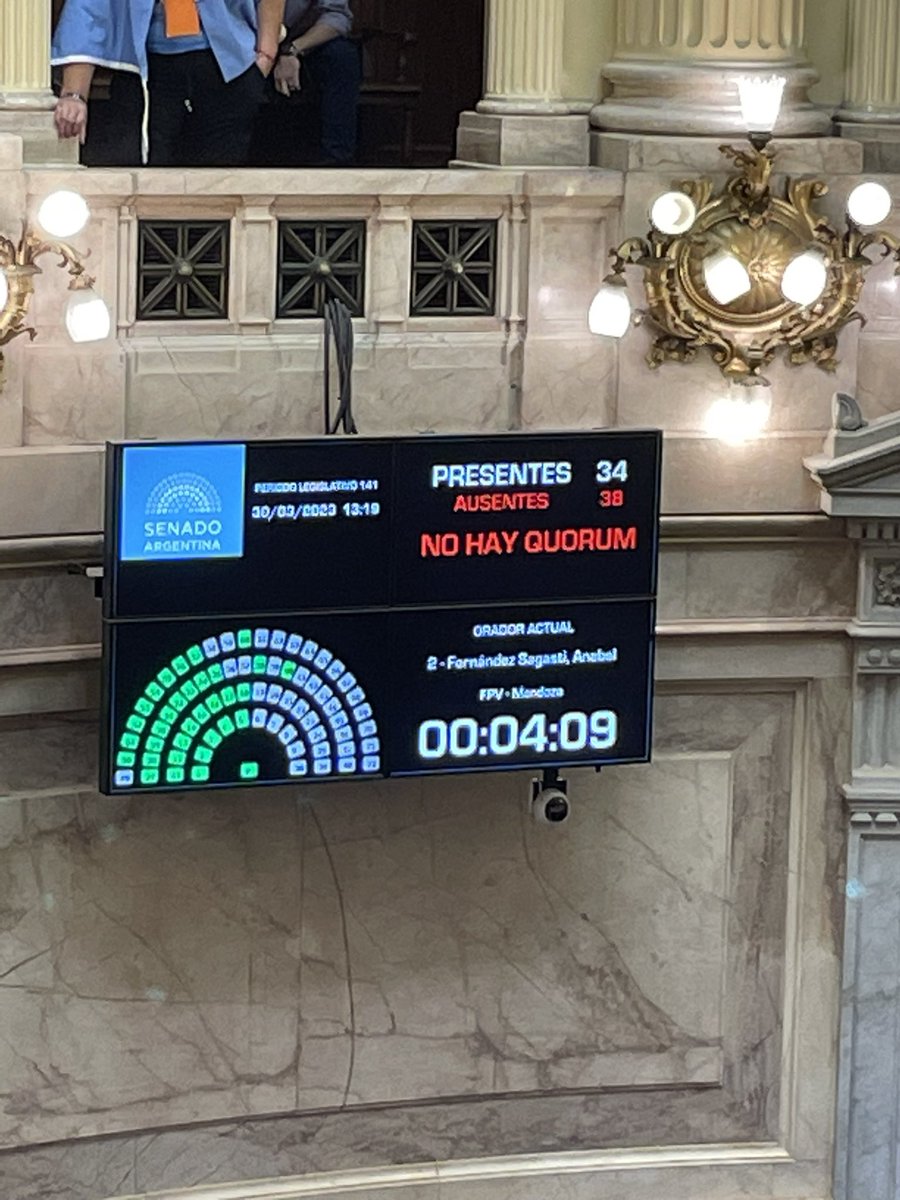 SENADO
ARGENTINA
PERIODO LEGISLATIVO 141
30/03/2023 13:19
PRESENTES 34
AUSENTES 38
NO HAY QUORUM
ORADOR ACTUAL
2 - Fernández Sagasti, Anabel
FPV - Mendoza
00:04:09